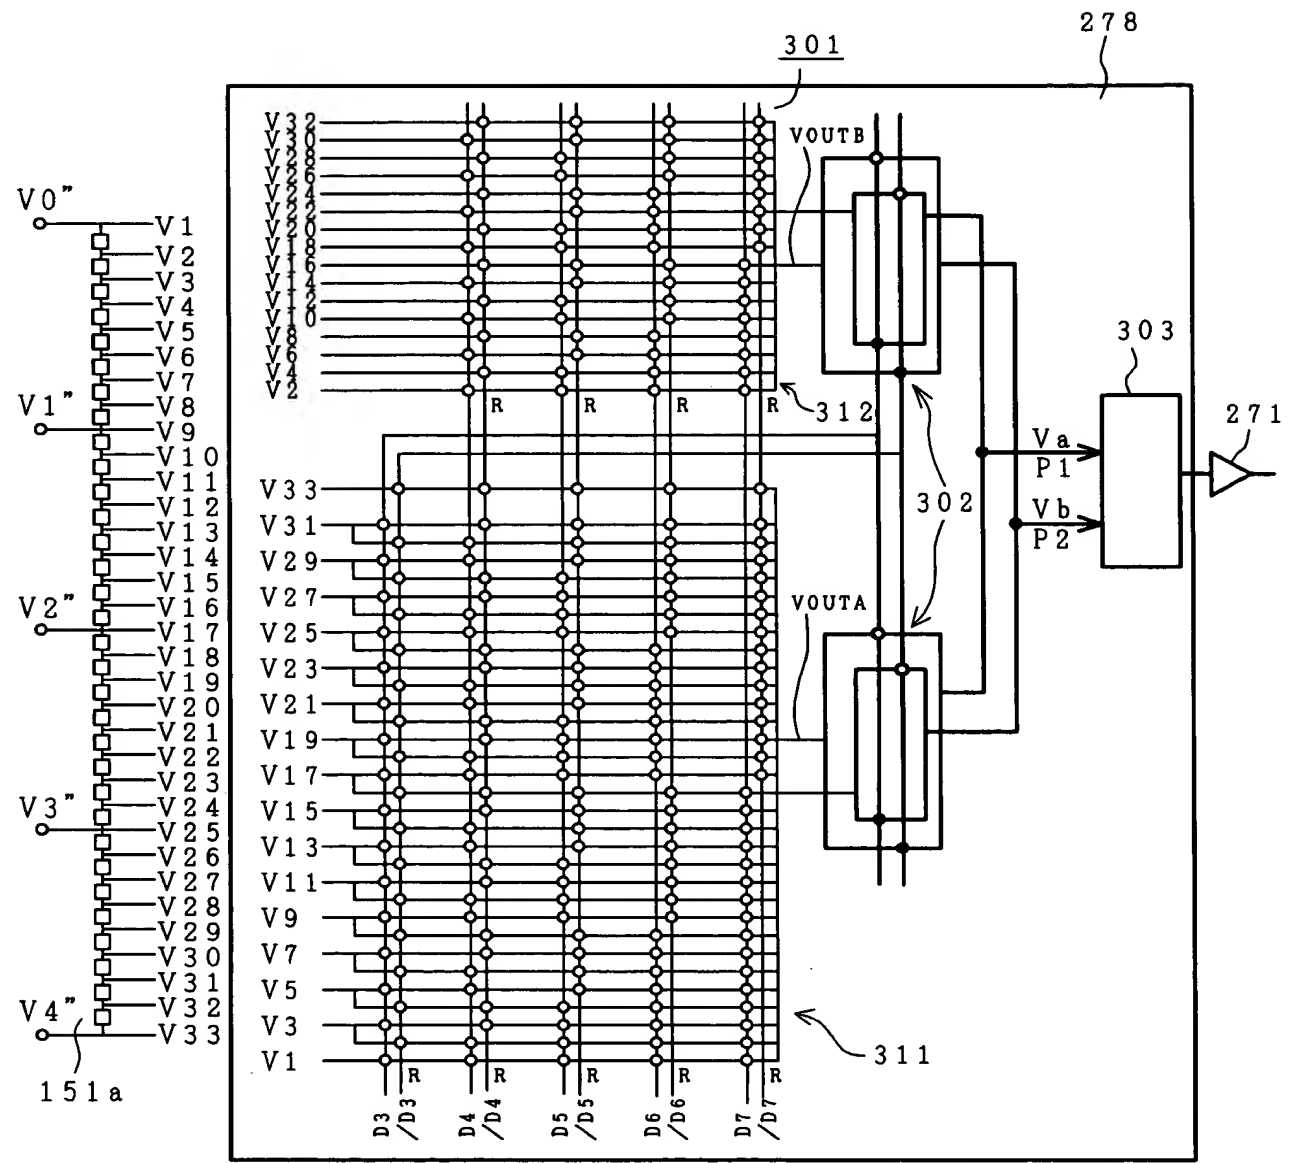 278
301
V32
V30
V28
V26
V24
V22
V20
V18
V16
V14
V12
V10
V8
V6
V4
V2
VOUTB
R R R R
312
V0"
V1"
V2"
V3"
V4"
V1
V2
V3
V4
V5
V6
V7
V8
V9
V10
V11
V12
V13
V14
V15
V16
V17
V18
V19
V20
V21
V22
V23
V24
V25
V26
V27
V28
V29
V30
V31
V32
V33
151a
V33
V31
V29
V27
V25
V23
V21
V19
V17
V15
V13
V11
V9
V7
V5
V3
V1
VOUTA
302
303
271
Va
P1
Vb
P2
311
R R R R R
D3 /D3 D4 /D4 D5 /D5 D6 /D6 D7 /D7